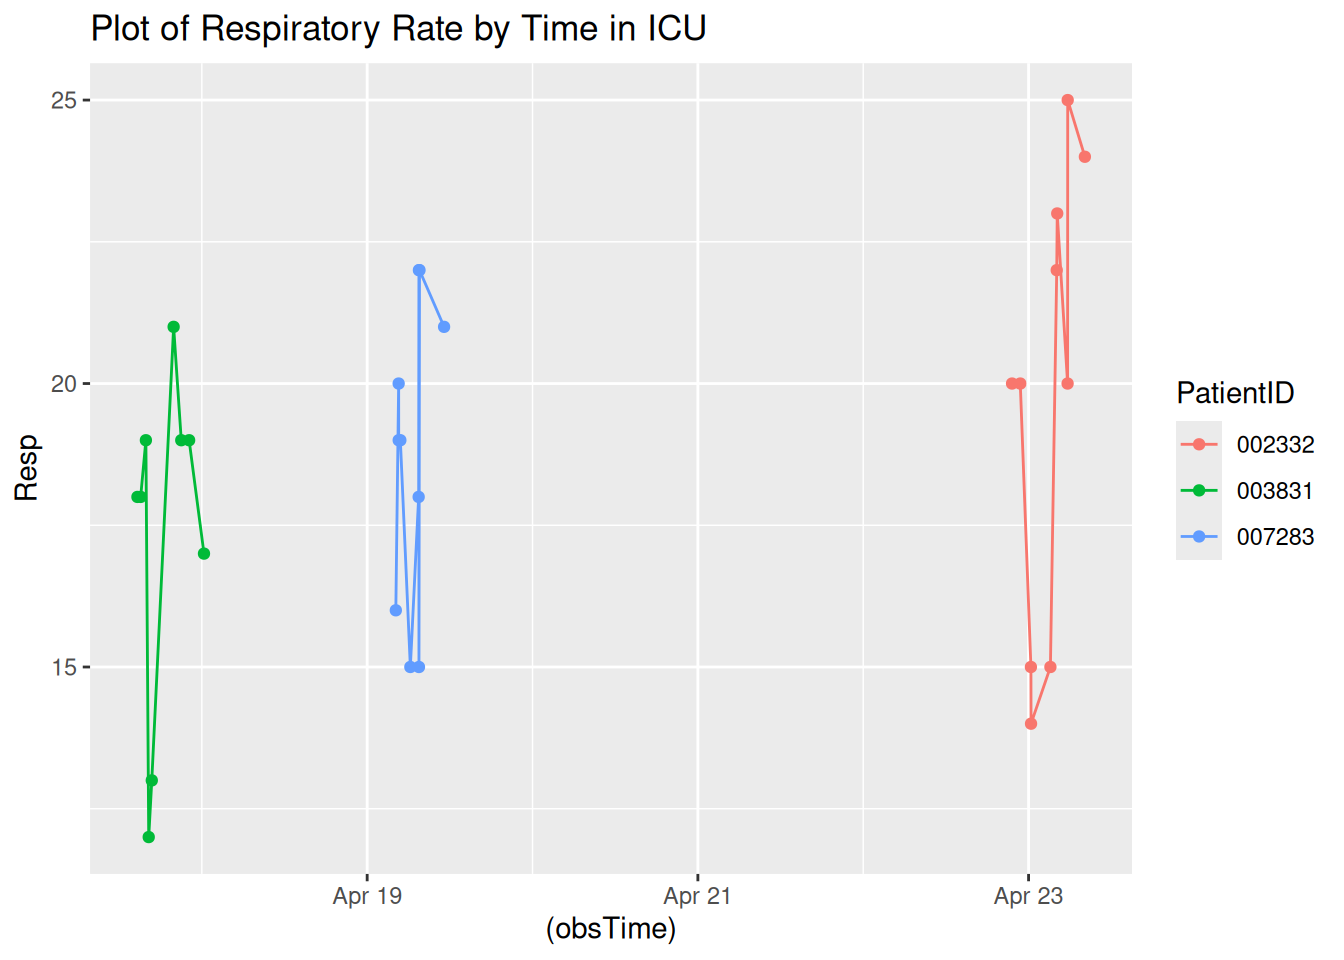 Plot of Respiratory Rate by Time in ICU
25
20
15
Resp
Apr 19
Apr 21
Apr 23
(obsTime)
PatientID
002332
003831
007283